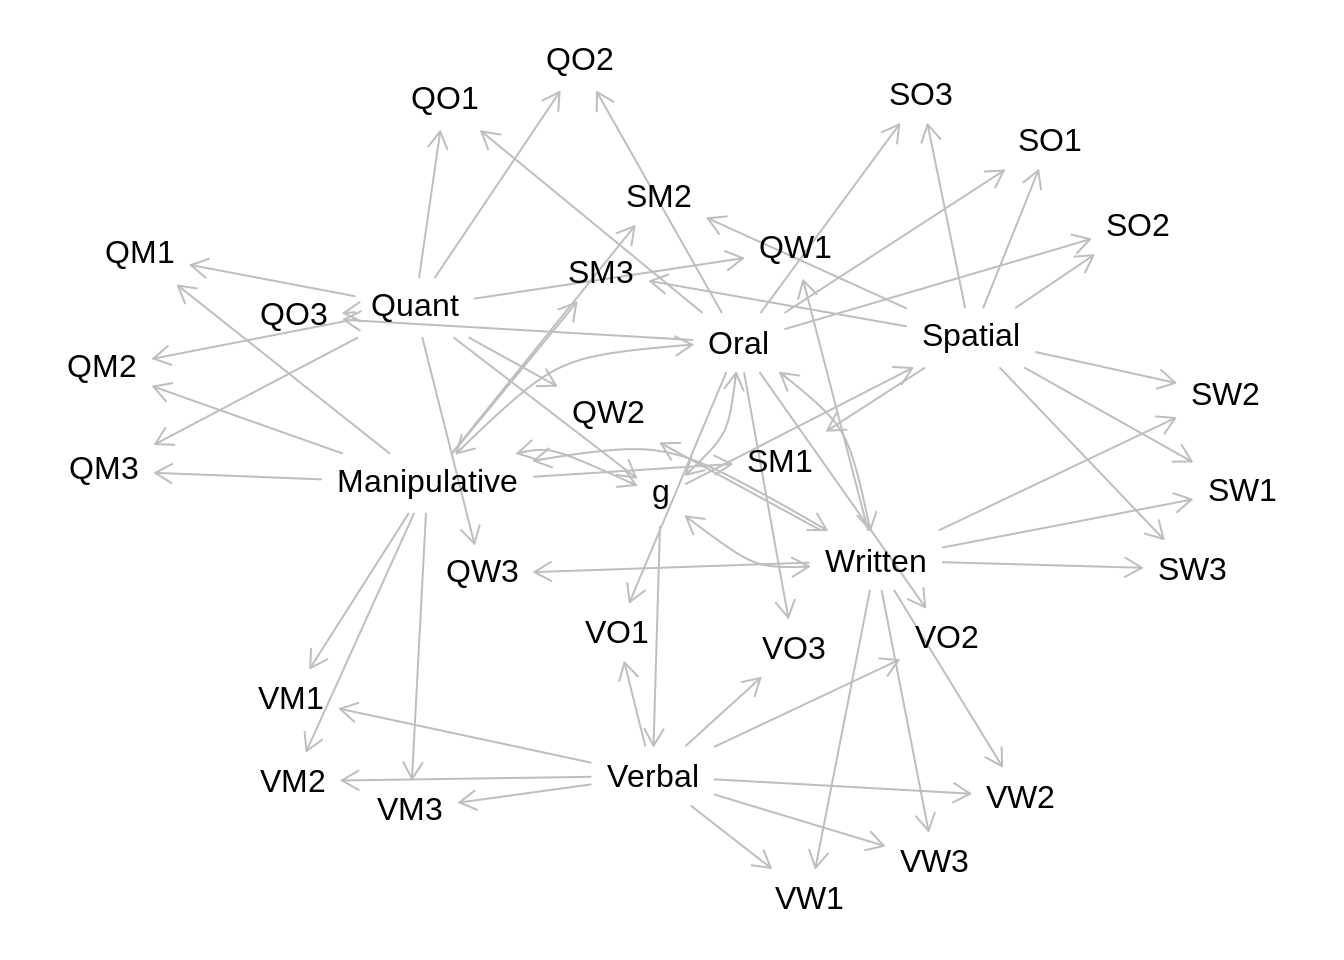 QO2
QO1
SO3
SO1
SM2
SO2
QW1
QM1
SM3
Quant
QO3
Spatial
Oral
QM2
SW2
QW2
SM1
QM3
Manipulative
g
SW1
Written
QW3
SW3
VO1
VO2
VO3
VM1
Verbal
VM2
VW2
VM3
VW3
VW1